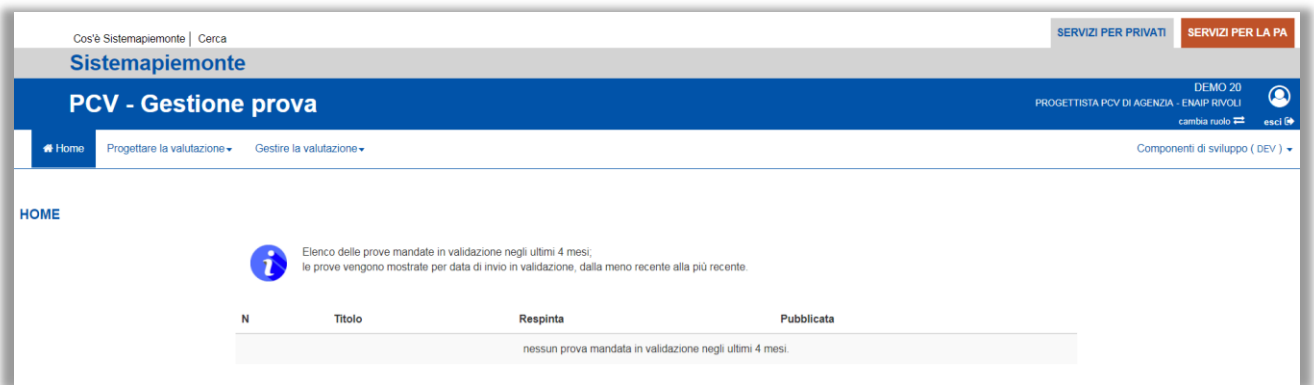 Cos'è Sistemapiemonte | Cerca
SERVIZI PER PRIVATI SERVIZI PER LA PA
Sistemapiemonte
PCV - Gestione prova
DEMO 20
PROGETTISTA PCV DI AGENZIA - ENAIP RIVOLI
cambia ruolo esci
Home Progettare la valutazione Gestire la valutazione Componenti di sviluppo ( DEV )
HOME
Elenco delle prove mandate in validazione negli ultimi 4 mesi;
le prove vengono mostrate per data di invio in validazione, dalla meno recente alla più recente.
N Titolo Respinta Pubblicata
nessun prova mandata in validazione negli ultimi 4 mesi.